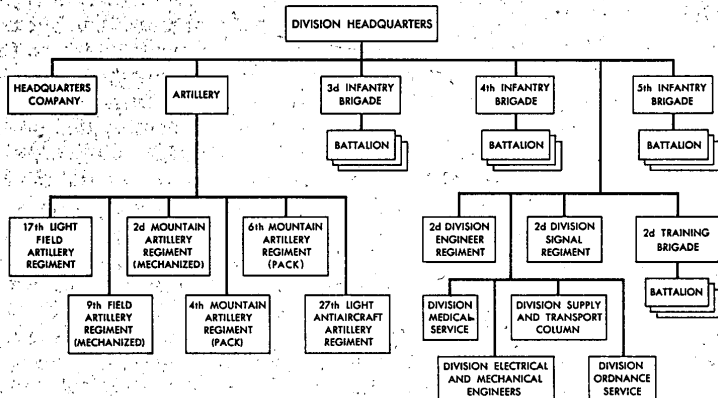 DIVISION HEADQUARTERS
HEADQUARTERS
COMPANY
ARTILLERY
3d INFANTRY
BRIGADE
BATTALION
4th INFANTRY
BRIGADE
BATTALION
5th INFANTRY
BRIGADE
BATTALION
17th LIGHT
FIELD
ARTILLERY
REGIMENT
2d MOUNTAIN
ARTILLERY
REGIMENT
(MECHANIZED)
6th MOUNTAIN
ARTILLERY
REGIMENT
(PACK)
9th FIELD
ARTILLERY
REGIMENT
(MECHANIZED)
4th MOUNTAIN
ARTILLERY
REGIMENT
(PACK)
27th LIGHT
ANTIAIRCRAFT
ARTILLERY
REGIMENT
2d DIVISION
ENGINEER
REGIMENT
2d DIVISION
SIGNAL
REGIMENT
2d TRAINING
BRIGADE
BATTALION
DIVISION
MEDICAL
SERVICE
DIVISION SUPPLY
AND TRANSPORT
COLUMN
DIVISION ELECTRICAL
AND MECHANICAL
ENGINEERS
DIVISION
ORDNANCE
SERVICE